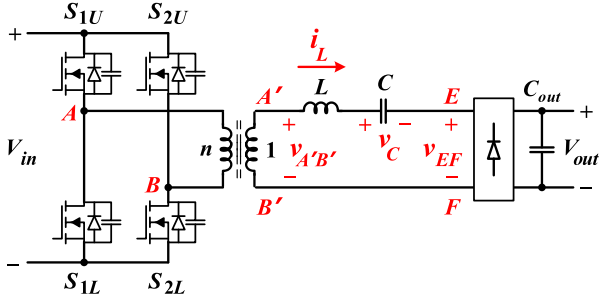 S1U S2U
iL
+ A′ L C E Cout +
A + + − + 
Vin n 1 vA′B′ vC vEF Vout
B − − −
B′ F
− S1L S2L